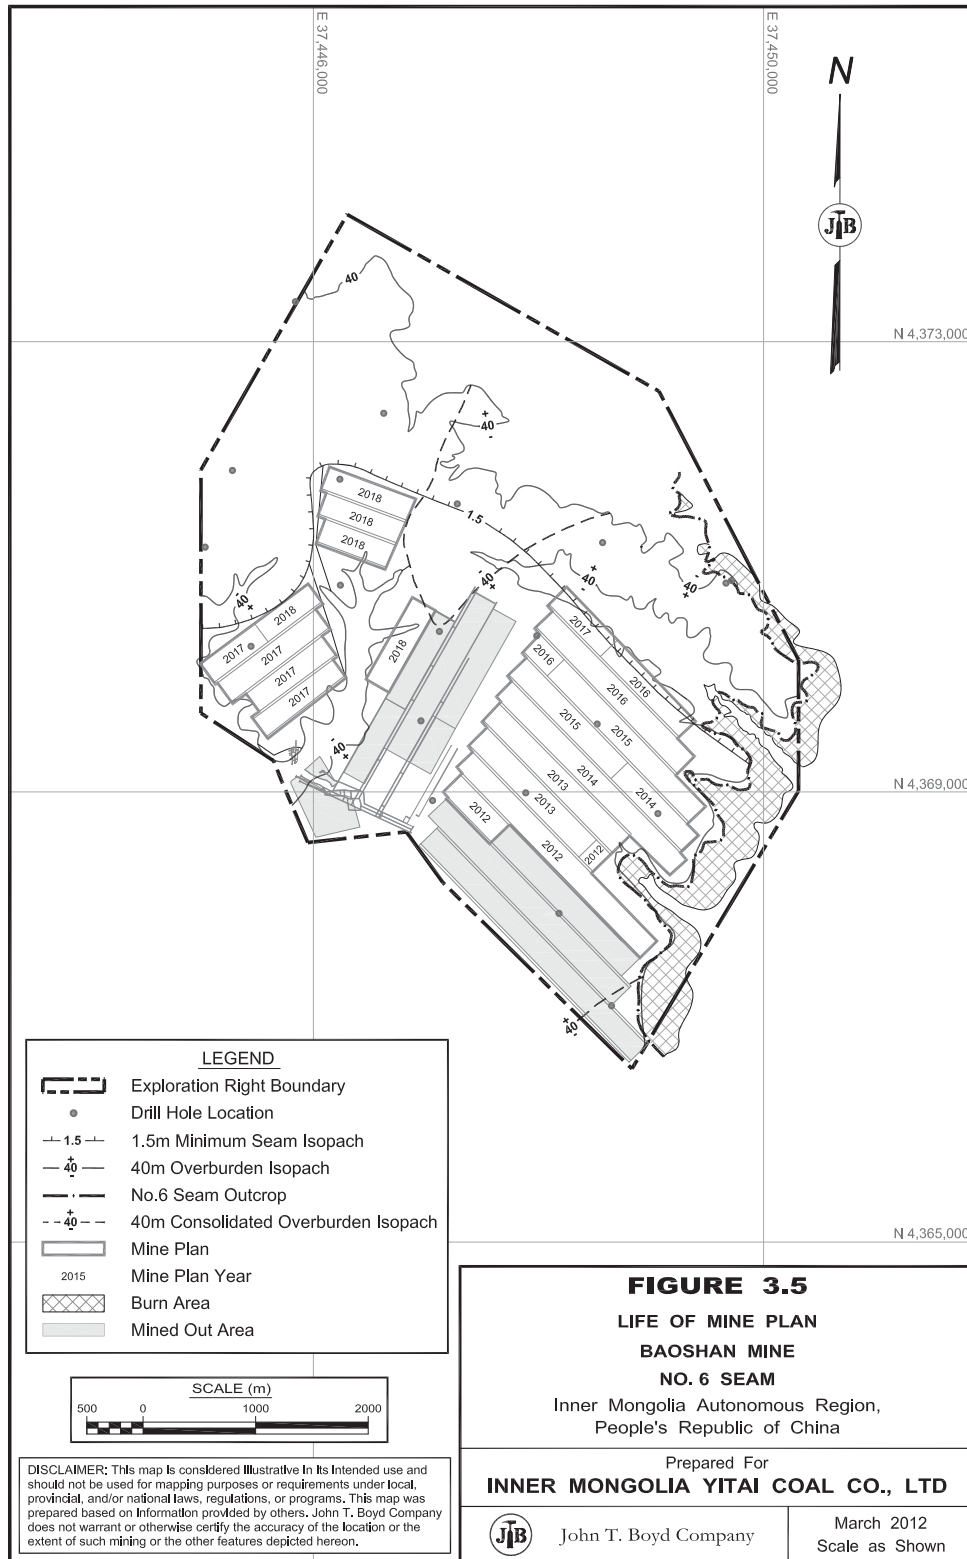 E 37,446,000
E 37,450,000
N
JTB
N 4,373,000
40
+
40
-
1.5
2018
2018
2018
-
40
+
2018
2017
2017
2017
2017
2018
-
40
+
+
40
-
-
40
+
2017
2016
2016
2016
2015
2015
2014
2014
2013
2013
2012
2012
2012
-
40
+
N 4,369,000
+
40
-
N 4,365,000
LEGEND
Exploration Right Boundary
Drill Hole Location
1.5 1.5m Minimum Seam Isopach
+
40 40m Overburden Isopach
-
No.6 Seam Outcrop
+
40 40m Consolidated Overburden Isopach
-
Mine Plan
2015 Mine Plan Year
Burn Area
Mined Out Area
SCALE (m)
500 0 1000 2000
DISCLAIMER: This map is considered illustrative in its intended use and
should not be used for mapping purposes or requirements under local,
provincial, and/or national laws, regulations, or programs. This map was
prepared based on information provided by others. John T. Boyd Company
does not warrant or otherwise certify the accuracy of the location or the
extent of such mining or the other features depicted hereon.
FIGURE 3.5
LIFE OF MINE PLAN
BAOSHAN MINE
NO. 6 SEAM
Inner Mongolia Autonomous Region,
People's Republic of China
Prepared For
INNER MONGOLIA YITAI COAL CO., LTD
JTB John T. Boyd Company
March 2012
Scale as Shown